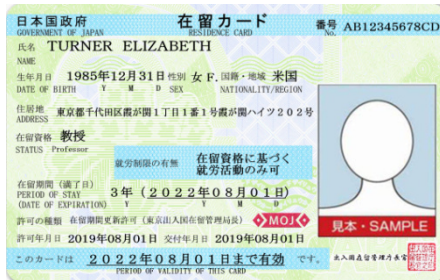 日本国政府 在留カード 番号 AB12345678CD
GOVERNMENT OF JAPAN RESIDENCE CARD No.
氏名 TURNER ELIZABETH
NAME
生年月日 1985年12月31日 性別 女 F. 国籍・地域 米国
DATE OF BIRTH Y M D SEX NATIONALITY/REGION
住居地 東京都千代田区霞が関1丁目1番1号霞が関ハイツ202号
ADDRESS
在留資格 教授
STATUS Professor
就労制限の有無 在留資格に基づく
就労活動のみ可
在留期間（満了日） 3年（2022年08月01日）
PERIOD OF STAY
(DATE OF EXPIRATION) Y Y M D
許可の種類 在留期間更新許可（東京出入国在留管理局長） MOJ
見本・SAMPLE
許可年月日 2019年08月01日 交付年月日 2019年08月01日
このカードは 2022年08月01日まで有効 です。 出入国在留管理庁長官
PERIOD OF VALIDITY OF THIS CARD